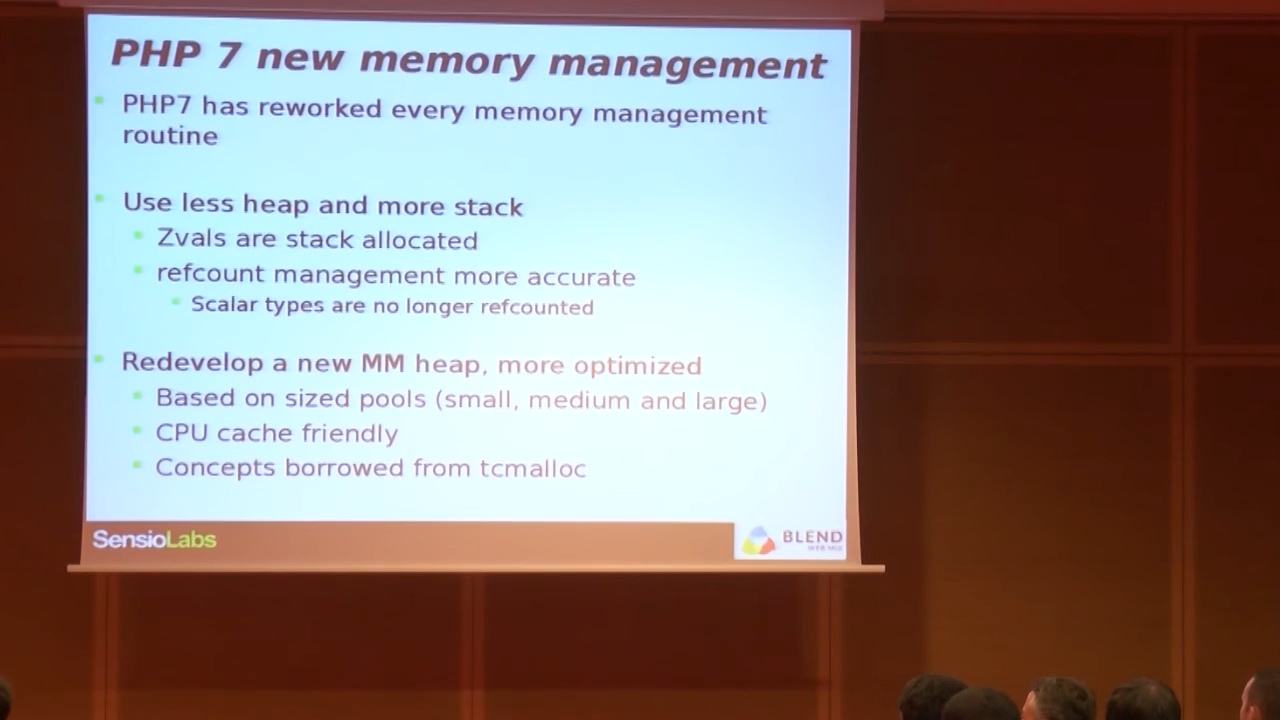 PHP 7 new memory management
PHP7 has reworked every memory management
routine
Use less heap and more stack
Zvals are stack allocated
refcount management more accurate
Scalar types are no longer refcounted
Redevelop a new MM heap, more optimized
Based on sized pools (small, medium and large)
CPU cache friendly
Concepts borrowed from tcmalloc
SensioLabs
BLEND
WEB MIX